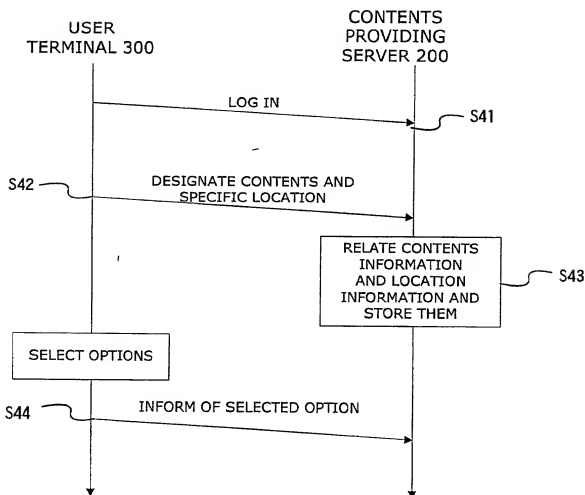 USER
TERMINAL 300
CONTENTS
PROVIDING
SERVER 200
LOG IN
S41
S42
DESIGNATE CONTENTS AND
SPECIFIC LOCATION
RELATE CONTENTS
INFORMATION
AND LOCATION
INFORMATION AND
STORE THEM
S43
SELECT OPTIONS
S44
INFORM OF SELECTED OPTION